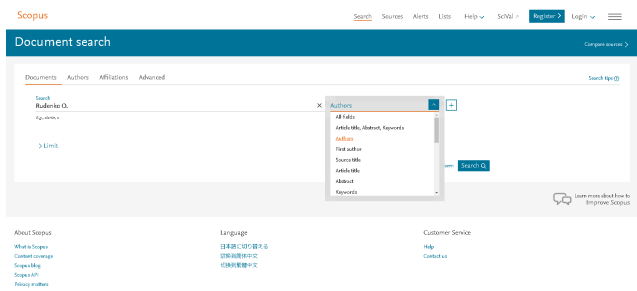 Scopus
Search Sources Alerts Lists Help SciVal Register > Login
Document search
Compare sources >
Documents Authors Affiliations Advanced
Search tips
Search
Rudenko O.
Authors
All fields
Article title, Abstract, Keywords
Authors
First author
Source title
Article title
Abstract
Keywords
> Limit
Search
Learn more about how to
Improve Scopus
About Scopus
Language
Customer Service
What is Scopus
日本語に切り替える
Help
Content coverage
切换到简体中文
Contact us
Scopus blog
切換到繁體中文
Scopus API
Privacy matters